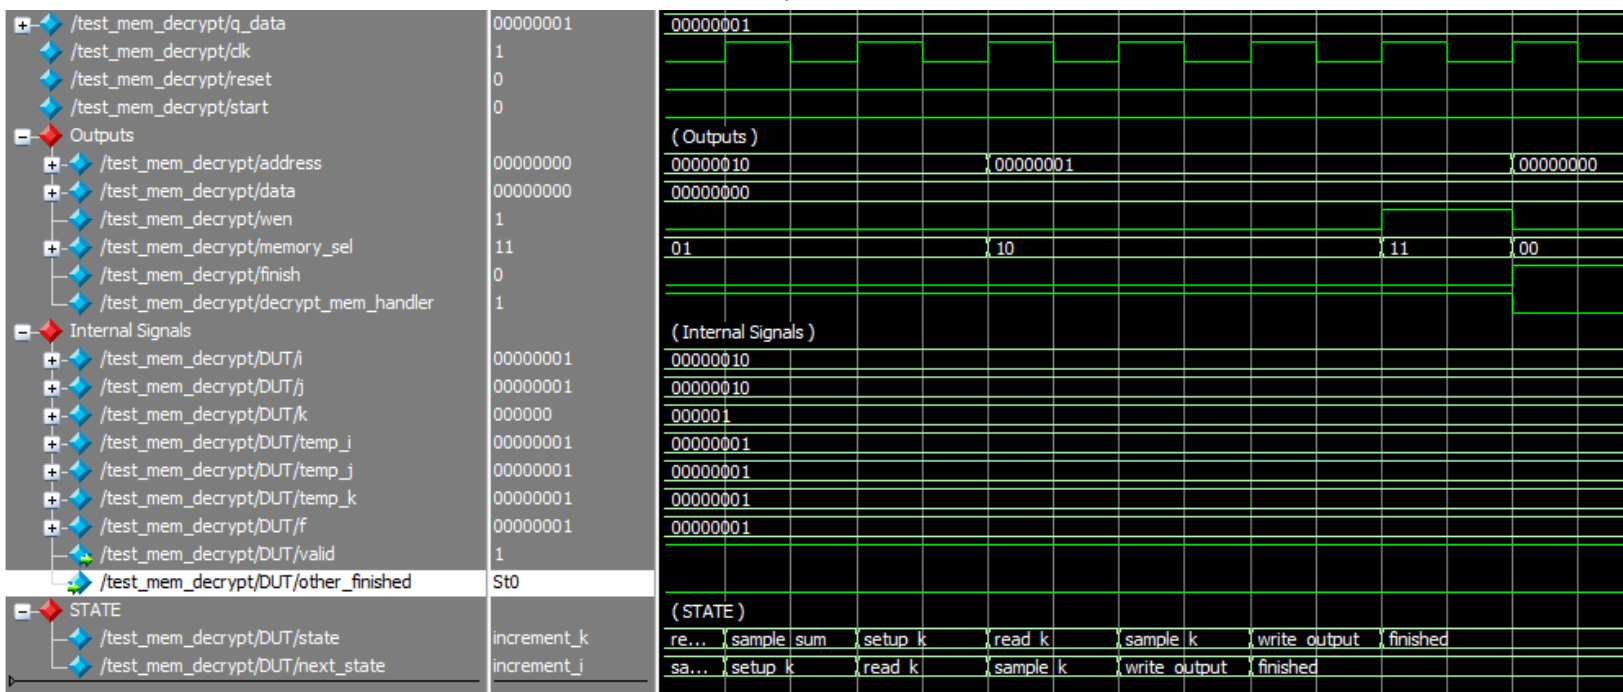 /test_mem_decrypt/q_data 00000001 00000001
/test_mem_decrypt/clk 1
/test_mem_decrypt/reset 0
/test_mem_decrypt/start 0
Outputs (Outputs)
/test_mem_decrypt/address 00000000 00000010 00000001 00000000
/test_mem_decrypt/data 00000000 00000000
/test_mem_decrypt/wen 1
/test_mem_decrypt/memory_sel 11 01 10 11 00
/test_mem_decrypt/finish 0
/test_mem_decrypt/decrypt_mem_handler 1
Internal Signals (Internal Signals)
/test_mem_decrypt/DUT/i 00000001 00000010
/test_mem_decrypt/DUT/j 00000001 00000010
/test_mem_decrypt/DUT/k 000000 000001
/test_mem_decrypt/DUT/temp_i 00000001 00000001
/test_mem_decrypt/DUT/temp_j 00000001 00000001
/test_mem_decrypt/DUT/temp_k 00000001 00000001
/test_mem_decrypt/DUT/f 00000001 00000001
/test_mem_decrypt/DUT/valid 1
/test_mem_decrypt/DUT/other_finished St0
STATE (STATE)
/test_mem_decrypt/DUT/state increment_k re... sample_sum setup_k read_k sample_k write_output finished
/test_mem_decrypt/DUT/next_state increment_i sa... setup_k read_k sample_k write_output finished